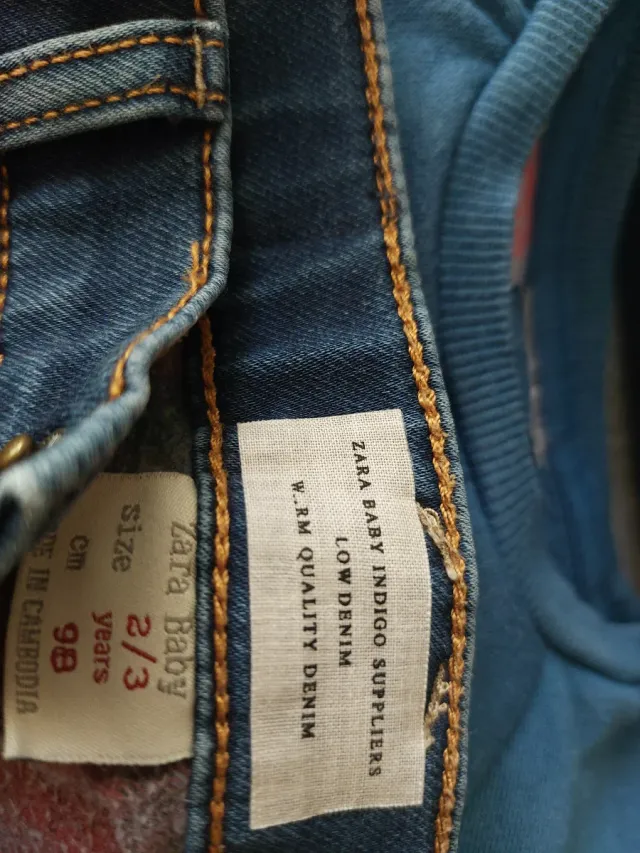 ZARA BABY INDIGO SUPPLIERS
LOW DENIM
W..RM QUALITY DENIM
Zara Baby
size 2/3
years
cm 98
DE IN CAMBODIA